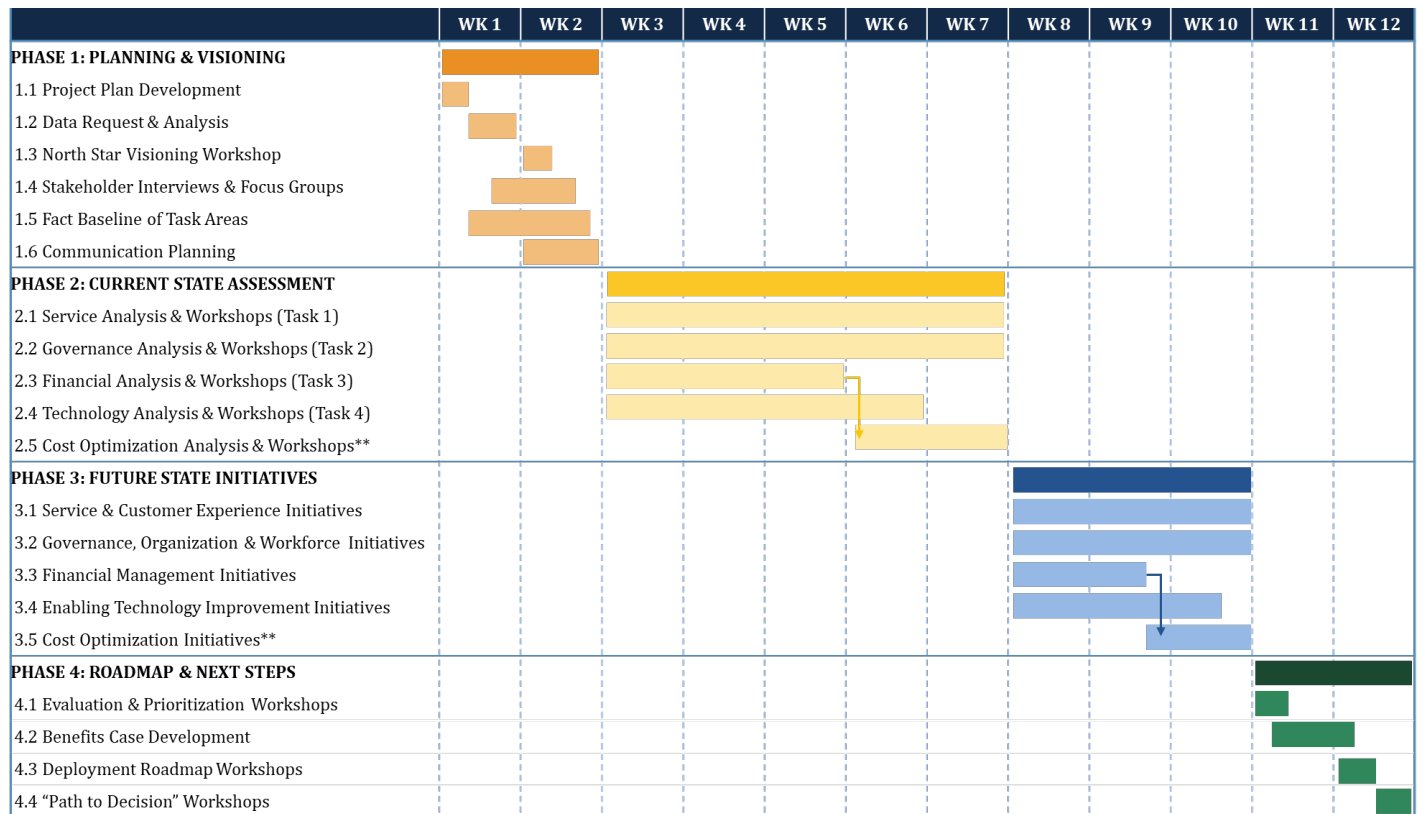 WK 1 WK 2 WK 3 WK 4 WK 5 WK 6 WK 7 WK 8 WK 9 WK 10 WK 11 WK 12
PHASE 1: PLANNING & VISIONING
1.1 Project Plan Development
1.2 Data Request & Analysis
1.3 North Star Visioning Workshop
1.4 Stakeholder Interviews & Focus Groups
1.5 Fact Baseline of Task Areas
1.6 Communication Planning
PHASE 2: CURRENT STATE ASSESSMENT
2.1 Service Analysis & Workshops (Task 1)
2.2 Governance Analysis & Workshops (Task 2)
2.3 Financial Analysis & Workshops (Task 3)
2.4 Technology Analysis & Workshops (Task 4)
2.5 Cost Optimization Analysis & Workshops**
PHASE 3: FUTURE STATE INITIATIVES
3.1 Service & Customer Experience Initiatives
3.2 Governance, Organization & Workforce Initiatives
3.3 Financial Management Initiatives
3.4 Enabling Technology Improvement Initiatives
3.5 Cost Optimization Initiatives**
PHASE 4: ROADMAP & NEXT STEPS
4.1 Evaluation & Prioritization Workshops
4.2 Benefits Case Development
4.3 Deployment Roadmap Workshops
4.4 “Path to Decision” Workshops